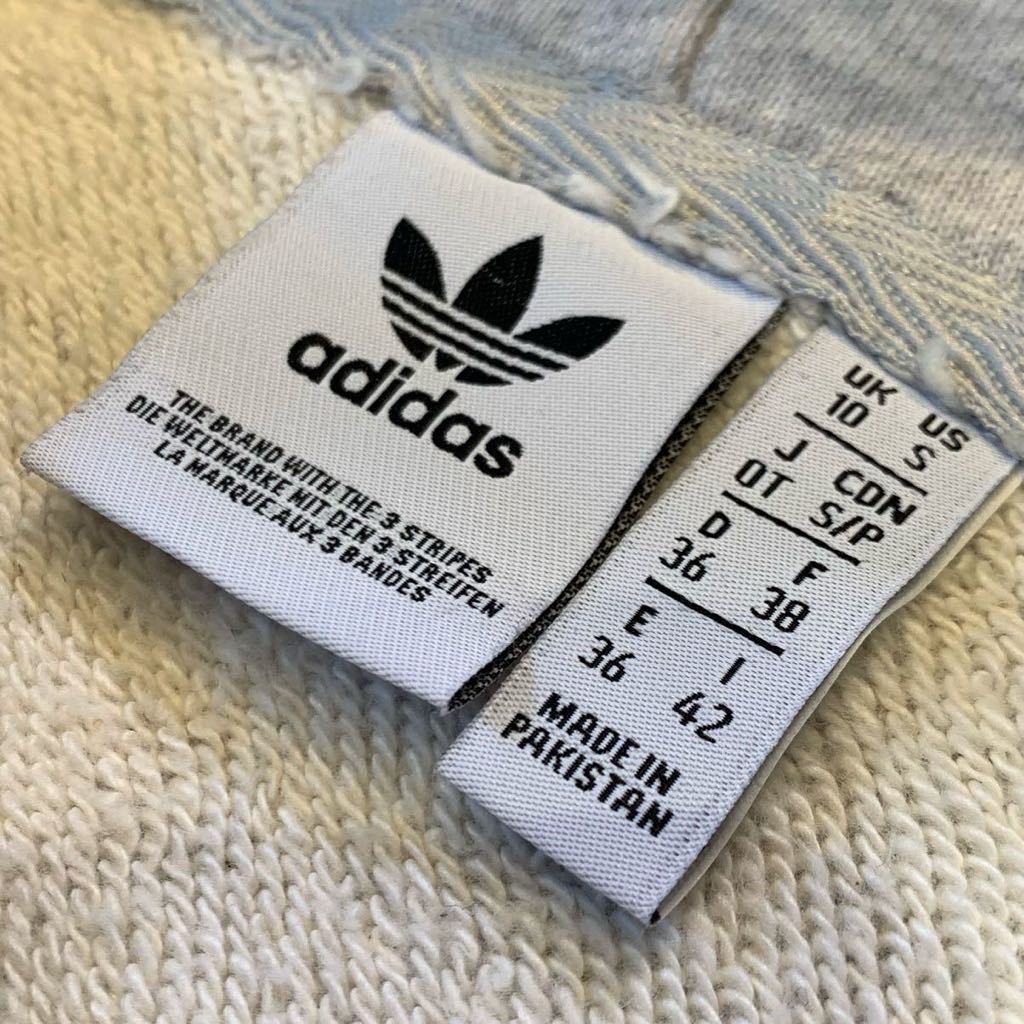 adidas
THE BRAND WITH THE 3 STRIPES
DIE WELTMARKE MIT DEN 3 STREIFEN
LA MARQUE AUX 3 BANDES
UK US
10 S
J CDN
OT S/P
D F
36 38
E I
36 42
MADE IN
PAKISTAN